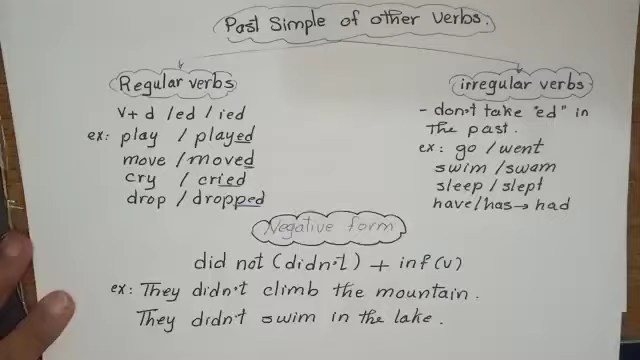 Past Simple of other verbs.
Regular verbs
V+ d /ed / ied
ex: play / played
move / moved
cry / cried
drop / dropped
irregular verbs
- don't take "ed" in
the past.
ex: go / went
swim / swam
sleep / slept
have/has → had
Negative form
did not (didn't) + inf (v)
ex: They didn't climb the mountain.
They didn't swim in the lake.